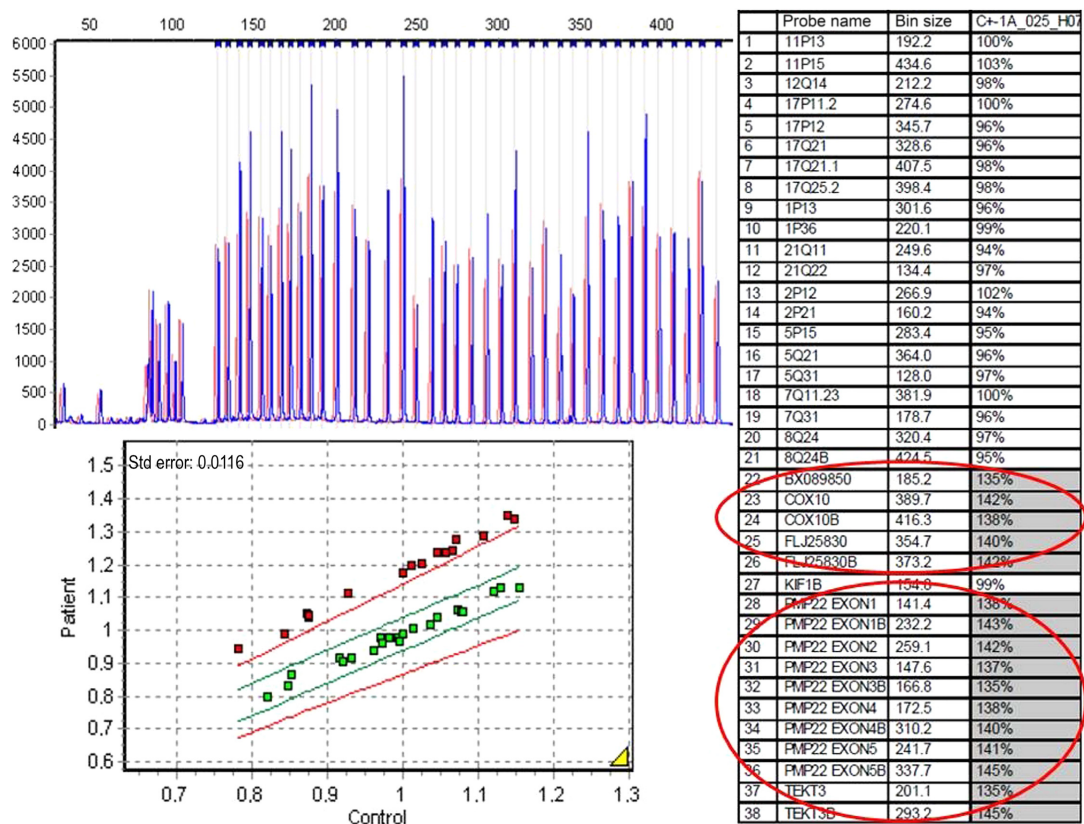 50 100 150 200 250 300 350 400
6000
5500
5000
4500
4000
3500
3000
2500
2000
1500
1000
500
0
Std error: 0.0116
1.5
1.4
1.3
1.2
1.1
1
0.9
0.8
0.7
0.6
Patient
0.7 0.8 0.9 1 1.1 1.2 1.3
Control
Probe name Bin size C+-1A_025_H07
1 11P13 192.2 100%
2 11P15 434.6 103%
3 12Q14 212.2 98%
4 17P11.2 274.6 100%
5 17P12 345.7 96%
6 17Q21 328.6 96%
7 17Q21.1 407.5 98%
8 17Q25.2 398.4 98%
9 1P13 301.6 96%
10 1P36 220.1 99%
11 21Q11 249.6 94%
12 21Q22 134.4 97%
13 2P12 266.9 102%
14 2P21 160.2 94%
15 5P15 283.4 95%
16 5Q21 364.0 96%
17 5Q31 128.0 97%
18 7Q11.23 381.9 100%
19 7Q31 178.7 96%
20 8Q24 320.4 97%
21 8Q24B 424.5 95%
22 BX089850 185.2 135%
23 COX10 389.7 142%
24 COX10B 416.3 138%
25 FLJ25830 354.7 140%
26 FLJ25830B 373.2 142%
27 KIF1B 154.8 99%
28 PMP22 EXON1 141.4 138%
29 PMP22 EXON1B 232.2 143%
30 PMP22 EXON2 259.1 142%
31 PMP22 EXON3 147.6 137%
32 PMP22 EXON3B 166.8 135%
33 PMP22 EXON4 172.5 138%
34 PMP22 EXON4B 310.2 140%
35 PMP22 EXON5 241.7 141%
36 PMP22 EXON5B 337.7 145%
37 TEKT3 201.1 135%
38 TEKT3B 293.2 145%